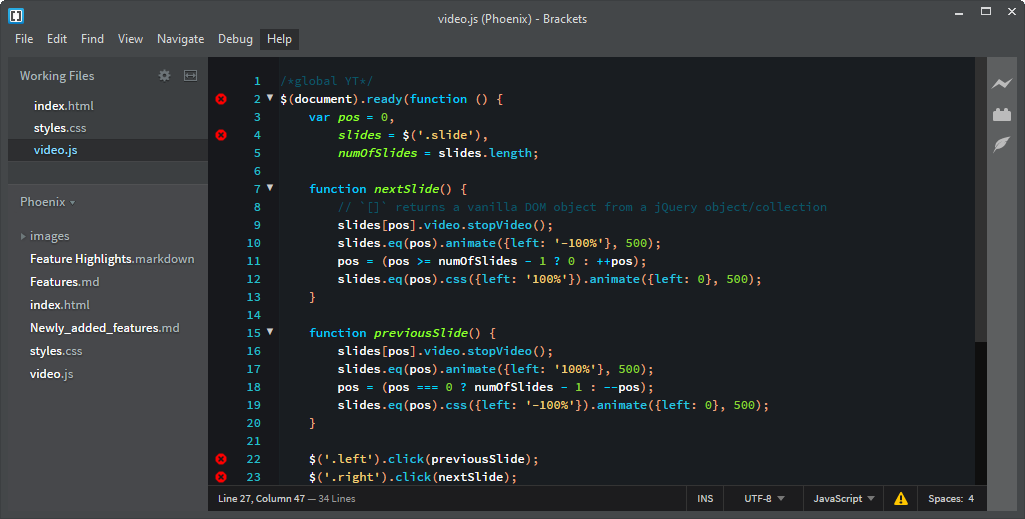 video.js (Phoenix) - Brackets
File Edit Find View Navigate Debug Help
Working Files
index.html
styles.css
video.js
Phoenix
images
Feature Highlights.markdown
Features.md
index.html
Newly_added_features.md
styles.css
video.js
1 /*global YT*/
2 $(document).ready(function () {
3 var pos = 0,
4 slides = $('.slide'),
5 numOfSlides = slides.length;
6
7 function nextSlide() {
8 // `[]` returns a vanilla DOM object from a jQuery object/collection
9 slides[pos].video.stopVideo();
10 slides.eq(pos).animate({left: '-100%'}, 500);
11 pos = (pos >= numOfSlides - 1 ? 0 : ++pos);
12 slides.eq(pos).css({left: '100%'}).animate({left: 0}, 500);
13 }
14
15 function previousSlide() {
16 slides[pos].video.stopVideo();
17 slides.eq(pos).animate({left: '100%'}, 500);
18 pos = (pos === 0 ? numOfSlides - 1 : --pos);
19 slides.eq(pos).css({left: '-100%'}).animate({left: 0}, 500);
20 }
21
22 $('.left').click(previousSlide);
23 $('.right').click(nextSlide);
Line 27, Column 47 — 34 Lines INS UTF-8 JavaScript Spaces: 4